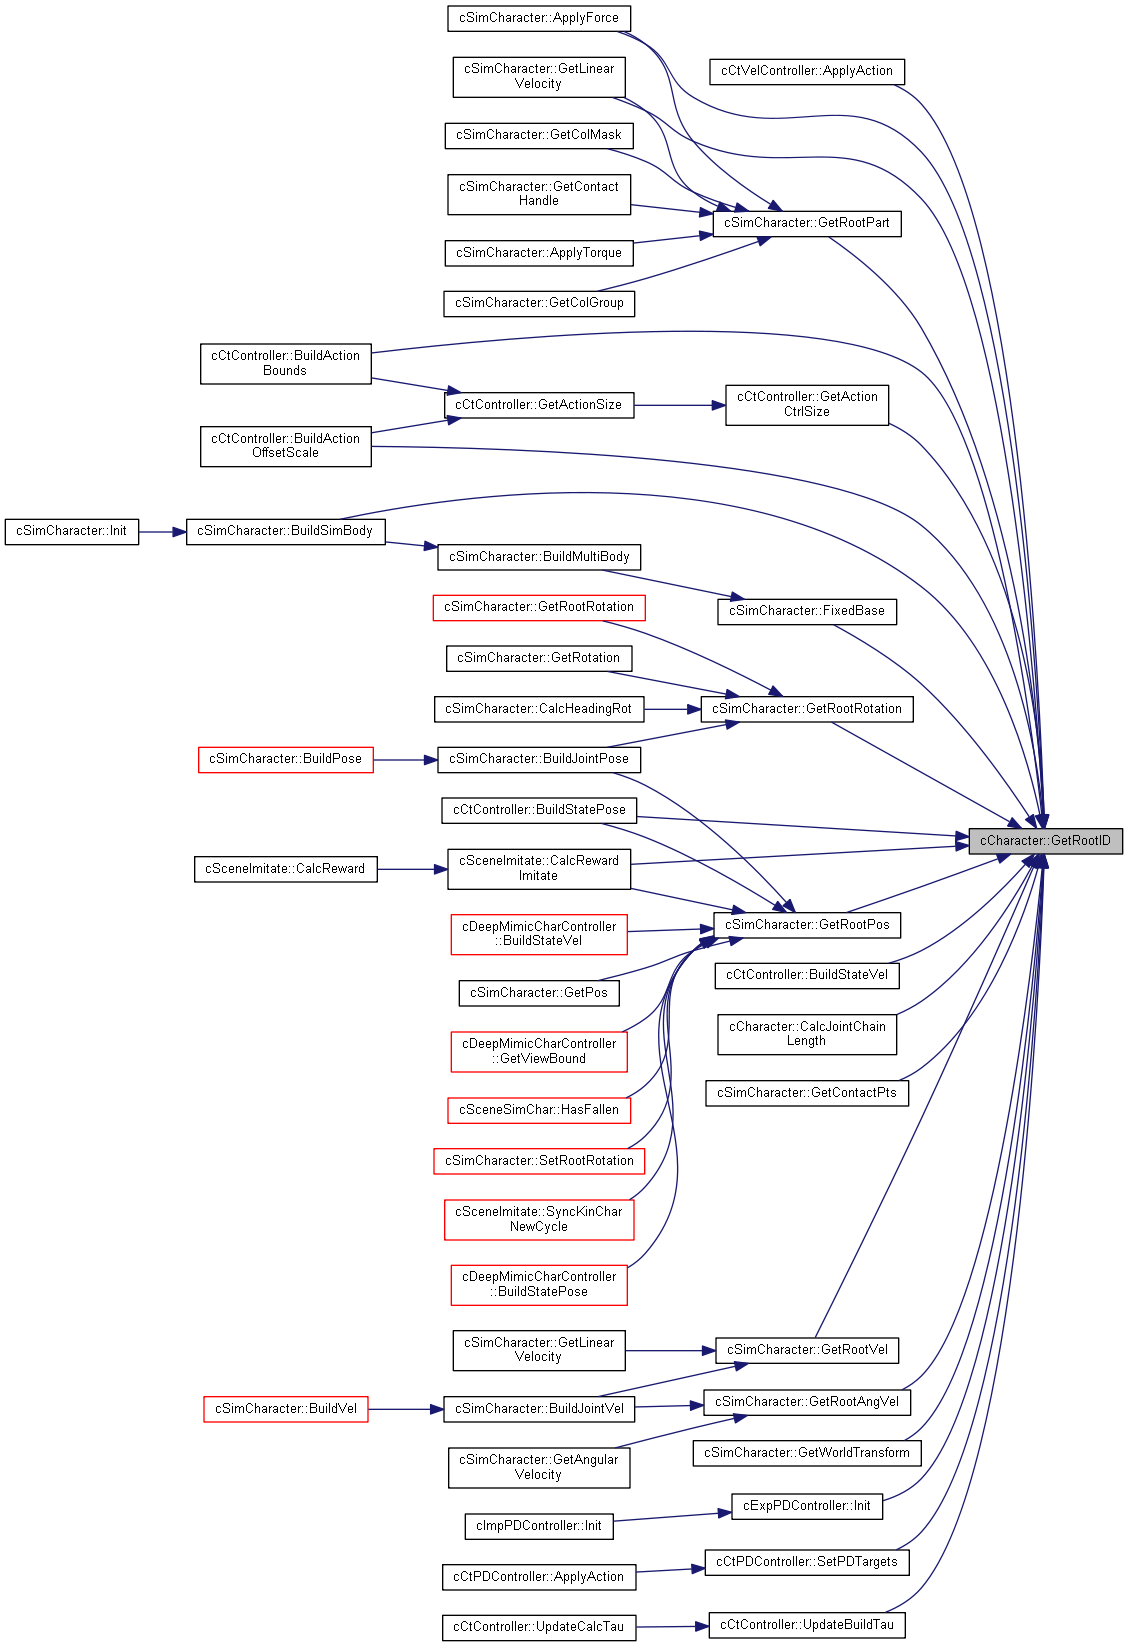 cSimCharacter::ApplyForce
cCtVelController::ApplyAction
cSimCharacter::GetLinear
Velocity
cSimCharacter::GetColMask
cSimCharacter::GetContact
Handle
cSimCharacter::GetRootPart
cSimCharacter::ApplyTorque
cSimCharacter::GetColGroup
cCtController::BuildAction
Bounds
cCtController::GetActionSize
cCtController::GetAction
CtrlSize
cCtController::BuildAction
OffsetScale
cSimCharacter::Init
cSimCharacter::BuildSimBody
cSimCharacter::BuildMultiBody
cSimCharacter::FixedBase
cSimCharacter::GetRootRotation
cSimCharacter::GetRotation
cSimCharacter::CalcHeadingRot
cSimCharacter::GetRootRotation
cSimCharacter::BuildPose
cSimCharacter::BuildJointPose
cCtController::BuildStatePose
cCharacter::GetRootID
cSceneImitate::CalcReward
cSceneImitate::CalcReward
Imitate
cDeepMimicCharController
::BuildStateVel
cSimCharacter::GetRootPos
cSimCharacter::GetPos
cCtController::BuildStateVel
cDeepMimicCharController
::GetViewBound
cCharacter::CalcJointChain
Length
cSceneSimChar::HasFallen
cSimCharacter::GetContactPts
cSimCharacter::SetRootRotation
cSceneImitate::SyncKinChar
NewCycle
cDeepMimicCharController
::BuildStatePose
cSimCharacter::GetLinear
Velocity
cSimCharacter::GetRootVel
cSimCharacter::BuildVel
cSimCharacter::BuildJointVel
cSimCharacter::GetRootAngVel
cSimCharacter::GetAngular
Velocity
cSimCharacter::GetWorldTransform
cImpPDController::Init
cExpPDController::Init
cCtPDController::ApplyAction
cCtPDController::SetPDTargets
cCtController::UpdateCalcTau
cCtController::UpdateBuildTau